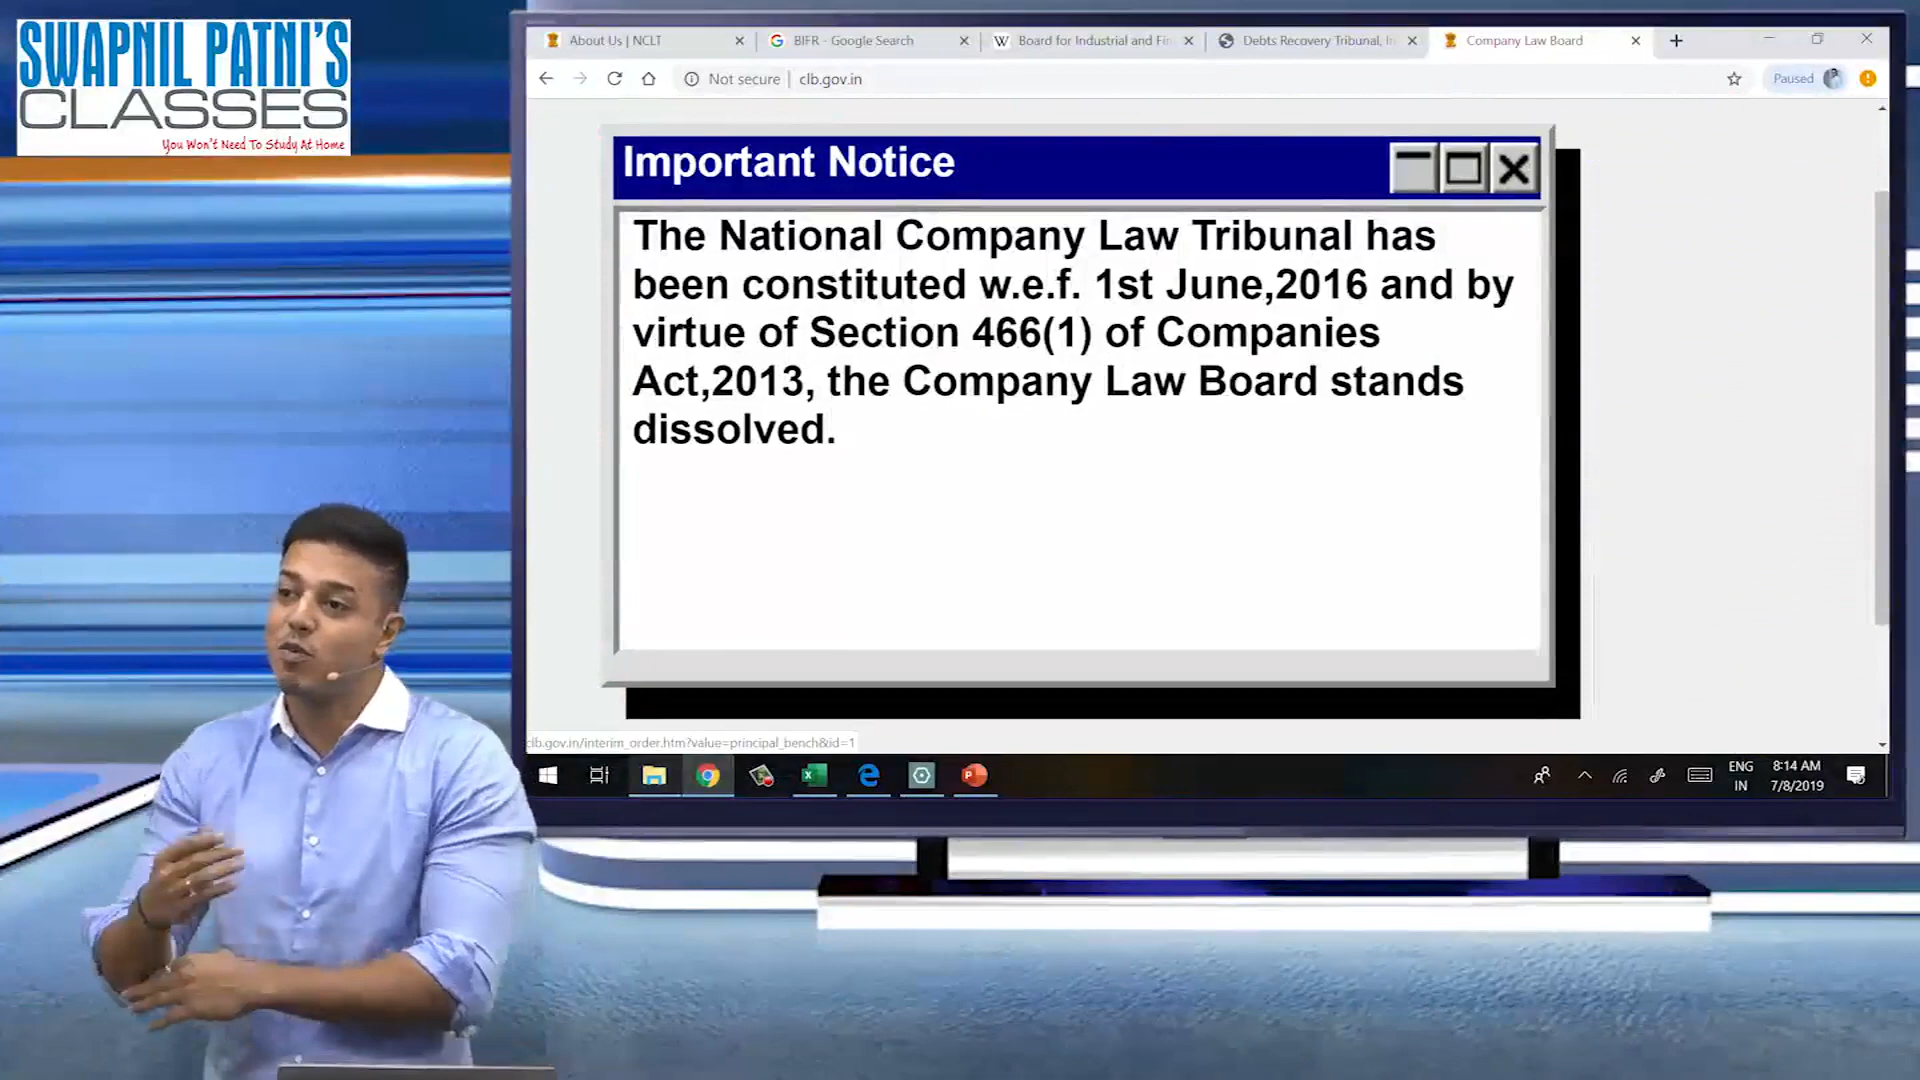 SWAPNIL PATNI'S
CLASSES
You Won't Need To Study At Home
About Us | NCLT
BIFR - Google Search
Board for Industrial and Fin
Debts Recovery Tribunal, In
Company Law Board
Not secure | clb.gov.in
Paused
Important Notice
The National Company Law Tribunal has
been constituted w.e.f. 1st June,2016 and by
virtue of Section 466(1) of Companies
Act,2013, the Company Law Board stands
dissolved.
clb.gov.in/interim_order.htm?value=principal_bench&id=1
ENG
IN
8:14 AM
7/8/2019